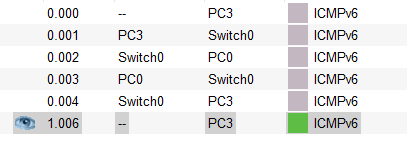 0.000 -- PC3 ICMPv6
0.001 PC3 Switch0 ICMPv6
0.002 Switch0 PC0 ICMPv6
0.003 PC0 Switch0 ICMPv6
0.004 Switch0 PC3 ICMPv6
1.006 -- PC3 ICMPv6